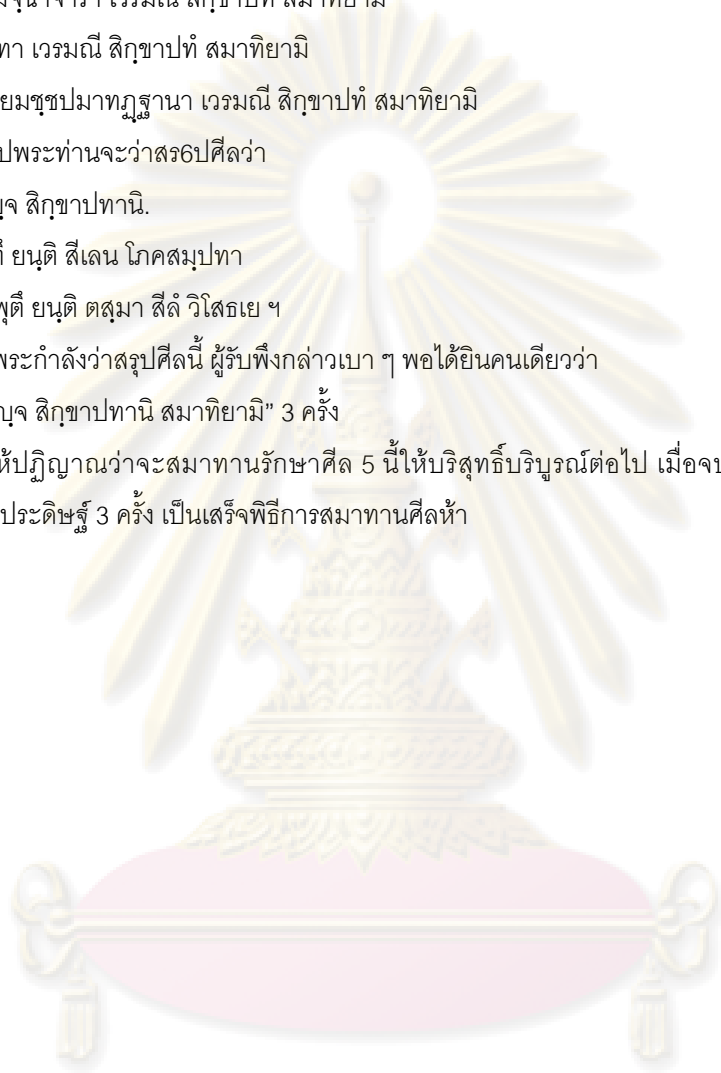 ทา เวรมณี สิกฺขาปทํ สมาทิยามิ
ยมชฺชปมาทฏฺฐานา เวรมณี สิกฺขาปทํ สมาทิยามิ
ปพระท่านจะว่าสร6ปศีลว่า
ญฺจ สิกฺขาปทานิ.
ตึ ยนฺติ สีเลน โภคสมฺปทา
พุตึ ยนฺติ ตสฺมา สีลํ วิโสธเย ฯ
พระกำลังว่าสรุปศีลนี้ ผู้รับพึงกล่าวเบา ๆ พอได้ยินคนเดียวว่า
ญฺจ สิกฺขาปทานิ สมาทิยามิ” 3 ครั้ง
ห้ปฏิญาณว่าจะสมาทานรักษาศีล 5 นี้ให้บริสุทธิ์บริบูรณ์ต่อไป เมื่อจบ
ประดิษฐ์ 3 ครั้ง เป็นเสร็จพิธีการสมาทานศีลห้า